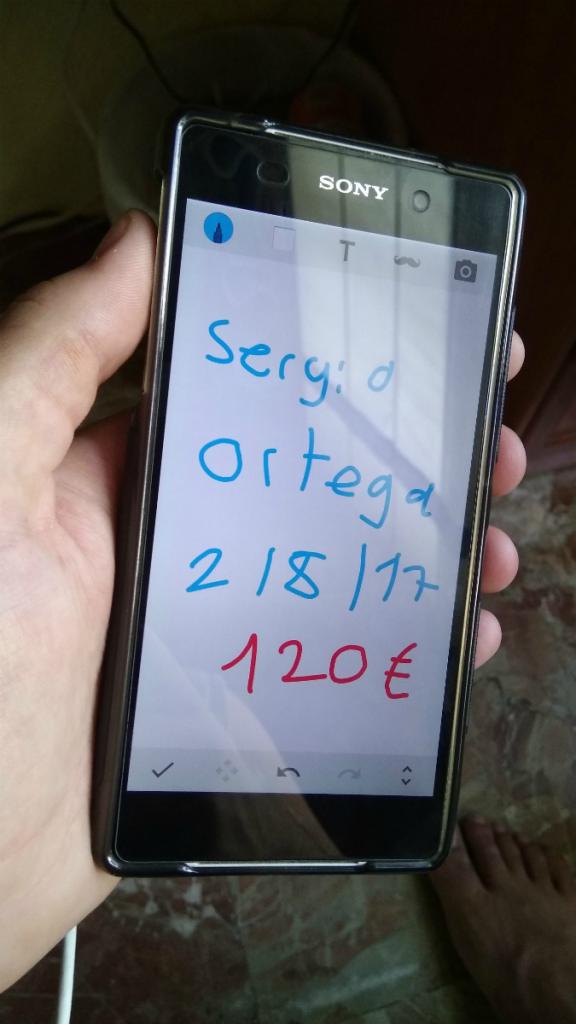 SONY
T
Sergio
Ortega
2/8/17
120€